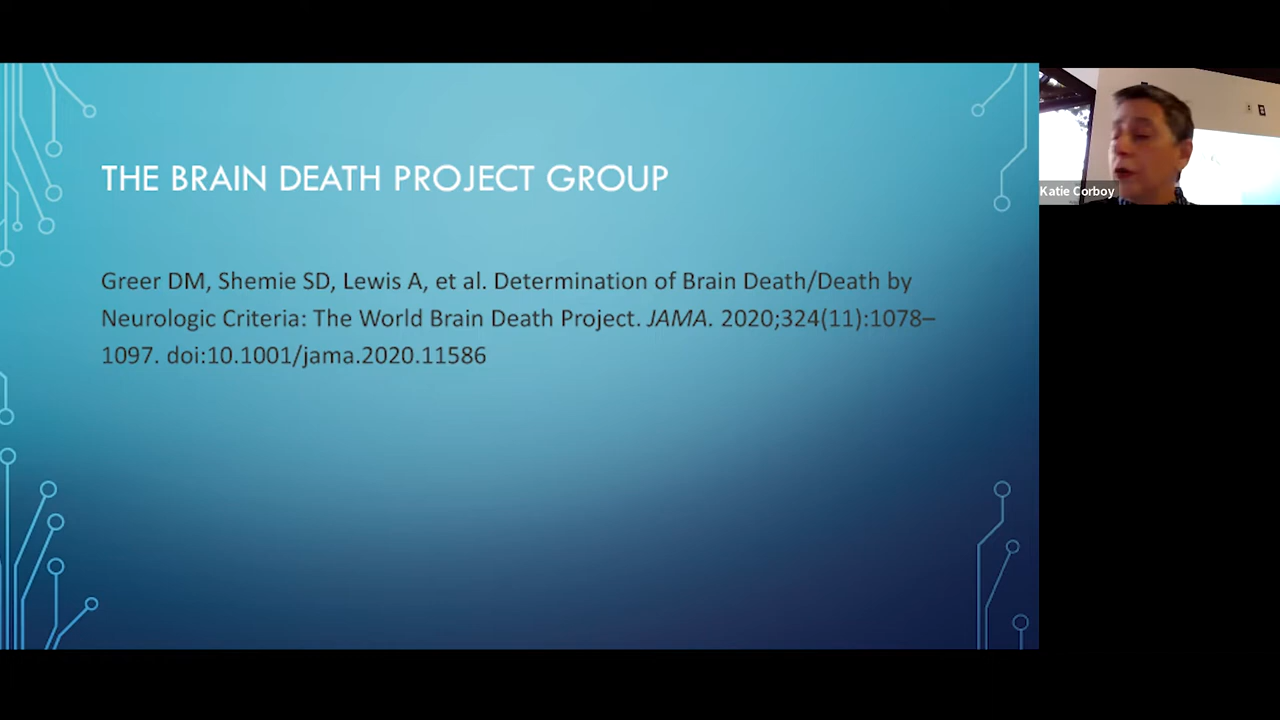 THE BRAIN DEATH PROJECT GROUP
Greer DM, Shemie SD, Lewis A, et al. Determination of Brain Death/Death by
Neurologic Criteria: The World Brain Death Project. JAMA. 2020;324(11):1078–
1097. doi:10.1001/jama.2020.11586
Katie Corboy